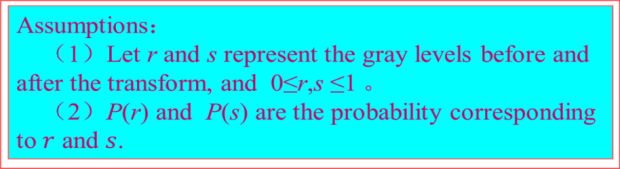 Assumptions：
（1）Let r and s represent the gray levels before and
after the transform, and 0≤r,s ≤1 。
（2）P(r) and P(s) are the probability corresponding
to r and s.